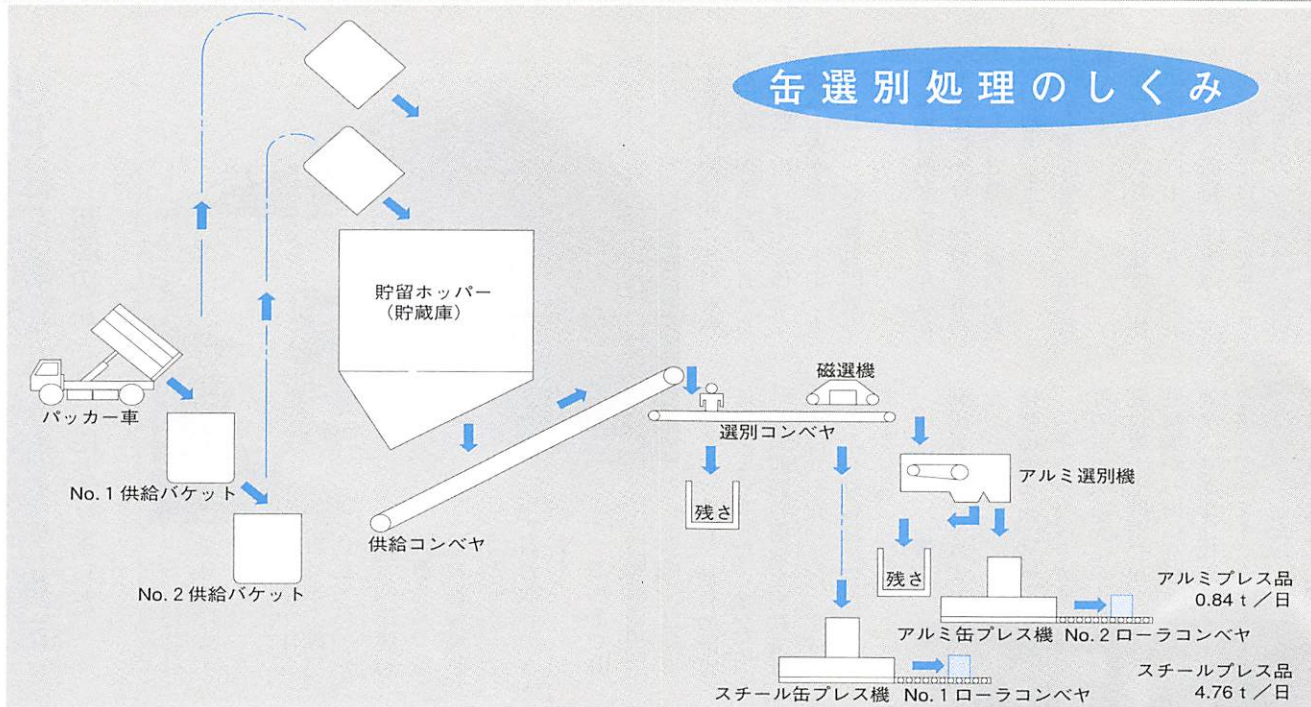 缶選別処理のしくみ
貯留ホッパー
（貯蔵庫）
パッカー車
No. 1 供給バケット
No. 2 供給バケット
供給コンベヤ
磁選機
選別コンベヤ
アルミ選別機
残さ
残さ
アルミプレス品
0.84 t ／日
アルミ缶プレス機 No. 2 ローラコンベヤ
スチールプレス品
4.76 t ／日
スチール缶プレス機 No. 1 ローラコンベヤ